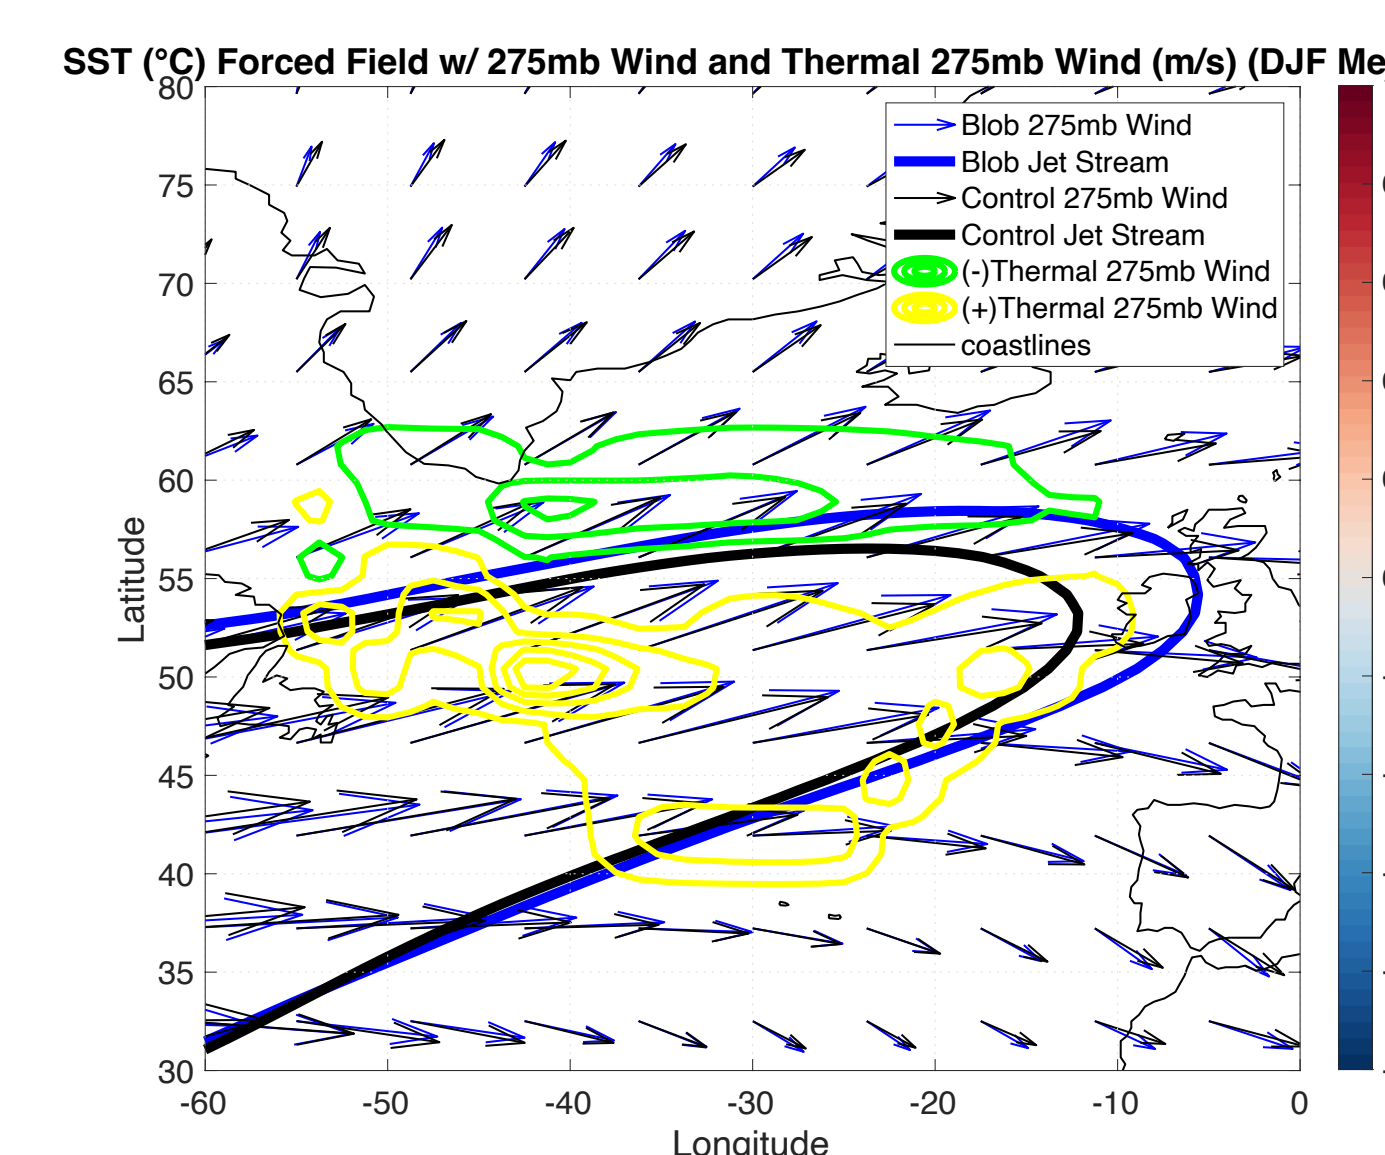 SST (°C) Forced Field w/ 275mb Wind and Thermal 275mb Wind (m/s) (DJF Me
Blob 275mb Wind
Blob Jet Stream
Control 275mb Wind
Control Jet Stream
(-)Thermal 275mb Wind
(+)Thermal 275mb Wind
coastlines
Latitude
80
75
70
65
60
55
50
45
40
35
30
-60
-50
-40
-30
-20
-10
0
Longitude